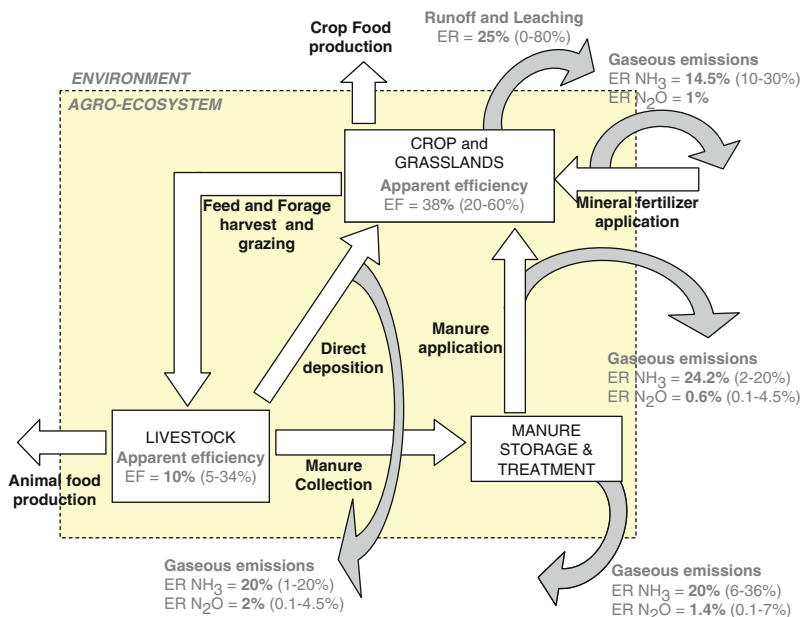 Crop Food
production
Runoff and Leaching
ER = 25% (0-80%)
Gaseous emissions
ER NH3 = 14.5% (10-30%)
ER N2O = 1%
ENVIRONMENT
AGRO-ECOSYSTEM
CROP and
GRASSLANDS
Apparent efficiency
EF = 38% (20-60%)
Mineral fertilizer
application
Feed and Forage
harvest and
grazing
Direct
deposition
Manure
application
Gaseous emissions
ER NH3 = 24.2% (2-20%)
ER N2O = 0.6% (0.1-4.5%)
LIVESTOCK
Apparent efficiency
EF = 10% (5-34%)
Manure
Collection
MANURE
STORAGE &
TREATMENT
Animal food
production
Gaseous emissions
ER NH3 = 20% (1-20%)
ER N2O = 2% (0.1-4.5%)
Gaseous emissions
ER NH3 = 20% (6-36%)
ER N2O = 1.4% (0.1-7%)